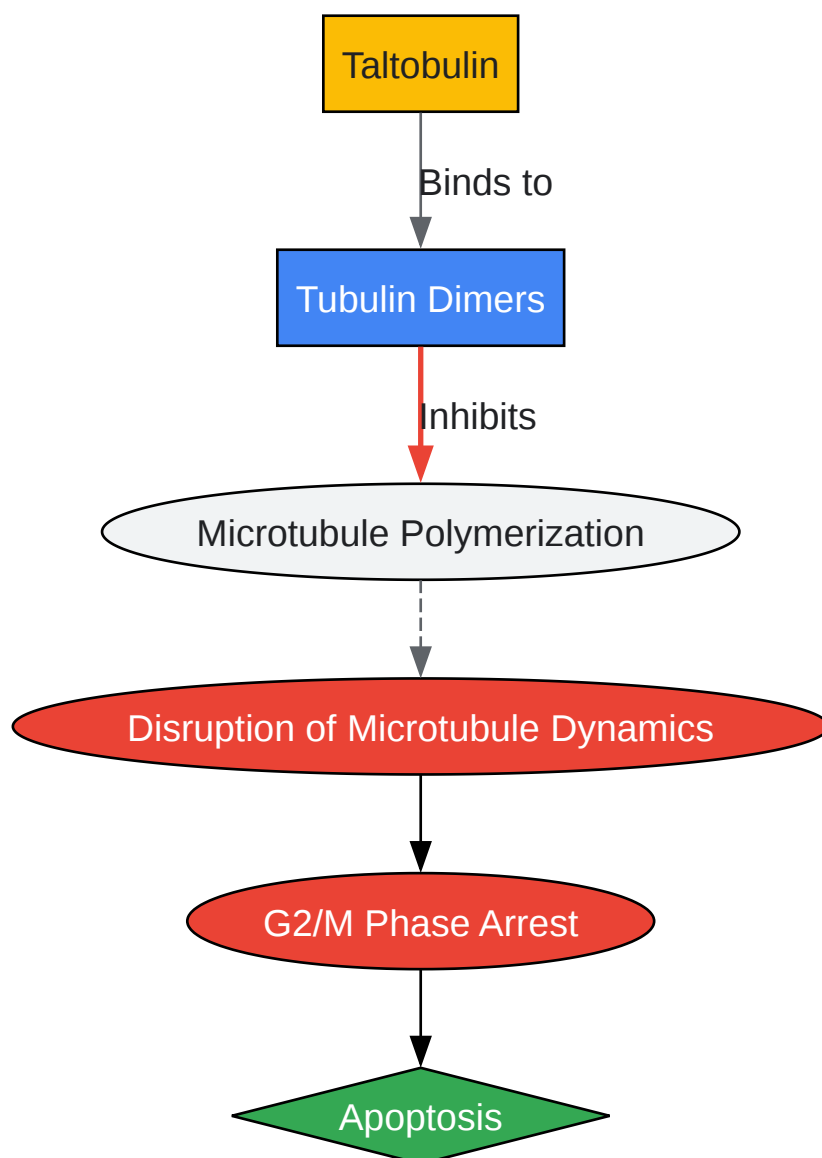 Taltobulin
Binds to
Tubulin Dimers
Inhibits
Microtubule Polymerization
Disruption of Microtubule Dynamics
G2/M Phase Arrest
Apoptosis